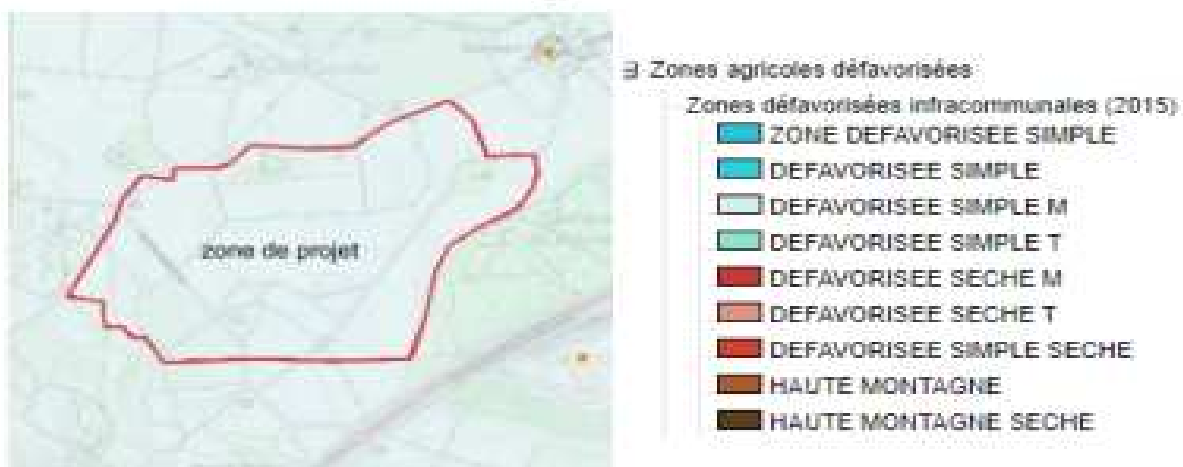 zone de projet
Zones agricoles défavorisées
Zones défavorisées infracommunales (2015)
ZONE DEFAVORISEE SIMPLE
DEFAVORISEE SIMPLE
DEFAVORISEE SIMPLE M
DEFAVORISEE SIMPLE T
DEFAVORISEE SECHE M
DEFAVORISEE SECHE T
DEFAVORISEE SIMPLE SECHE
HAUTE MONTAGNE
HAUTE MONTAGNE SECHE